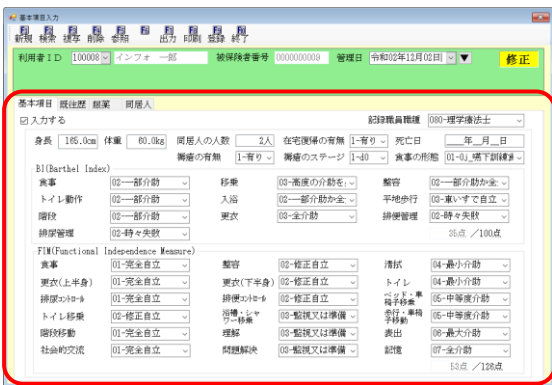 基本項目入力
新規 検索 複写 削除 参照 出力 印刷 登録 終了
利用者ID 100008 インフォ 一郎 被保険者番号 0000000009 管理日 令和02年12月02日 ▼ 修正
基本項目 既往歴 服薬 同居人
入力する 記録職員職種 080-理学療法士
身長 165.0cm 体重 60.0kg 同居人の人数 2人 在宅復帰の有無 1-有り 死亡日 __年_月_日
褥瘡の有無 1-有り 褥瘡のステージ 1-d0 食事の形態 01-0j_嚥下訓練
BI(Barthel Index)
食事 02-一部介助 移乗 03-高度の介助を 整容 02-一部介助か全
トイレ動作 02-一部介助 入浴 02-一部介助か全 平地歩行 03-車いすで自立
階段 02-一部介助 更衣 03-全介助 排便管理 02-時々失敗
排尿管理 02-時々失敗 35点 /100点
FIM(Functional Independence Measure)
食事 01-完全自立 整容 02-修正自立 清拭 04-最小介助
更衣(上半身) 01-完全自立 更衣(下半身) 02-修正自立 トイレ 04-最小介助
排尿コントロール 01-完全自立 排便コントロール 02-修正自立 ベッド・車椅子移乗 05-中等度介助
トイレ移乗 02-修正自立 浴槽・シャワー移乗 03-監視又は準備 歩行・車椅子移動 05-中等度介助
階段移動 01-完全自立 理解 03-監視又は準備 表出 06-最大介助
社会的交流 01-完全自立 問題解決 03-監視又は準備 記憶 07-全介助
53点 /126点